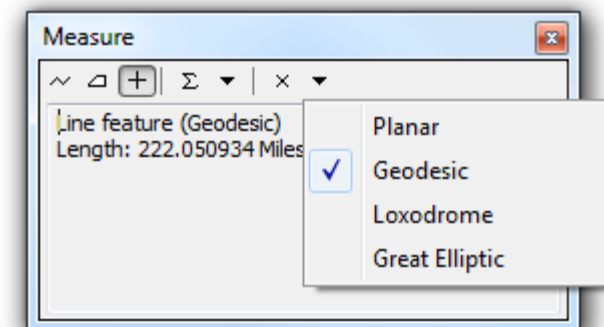 Measure
Σ
Line feature (Geodesic)
Length: 222.050934 Miles
Planar
Geodesic
Loxodrome
Great Elliptic